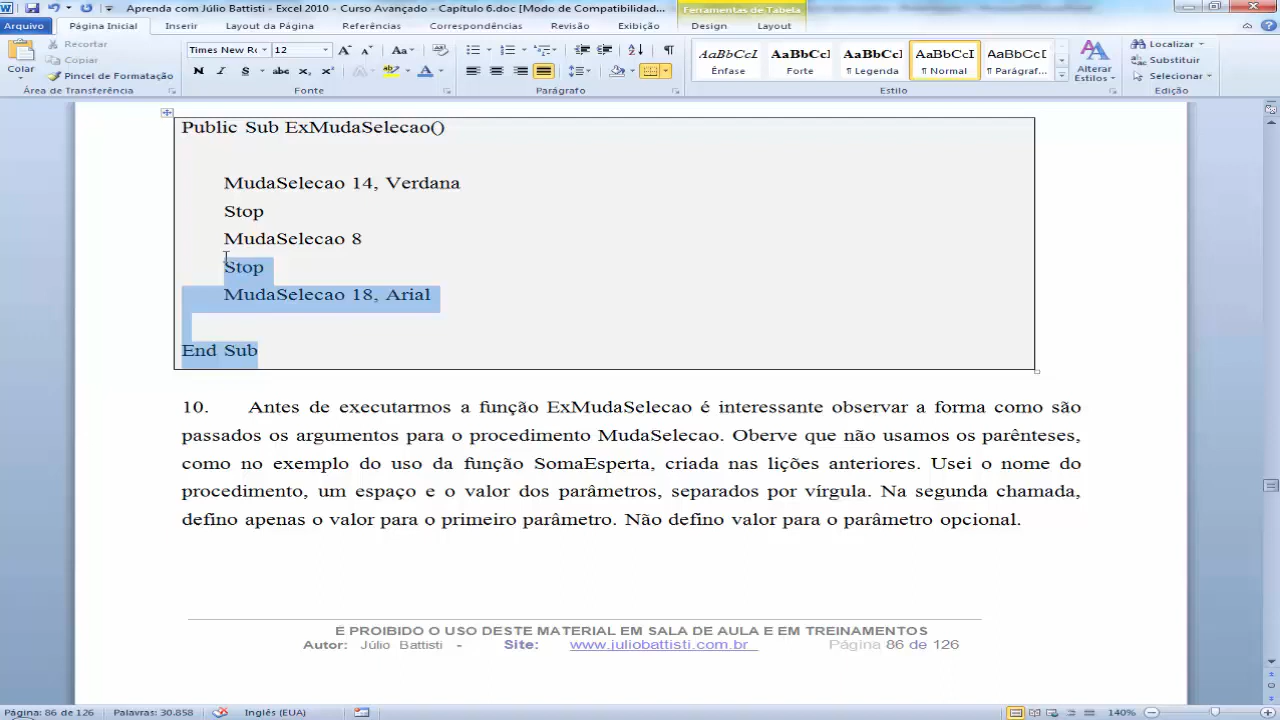 Aprenda com Júlio Battisti - Excel 2010 - Curso Avançado - Capítulo 6.doc [Modo de Compatibilidade...
Ferramentas de Tabela
Arquivo Página Inicial Inserir Layout da Página Referências Correspondências Revisão Exibição Design Layout
Colar
Recortar
Copiar
Pincel de Formatação
Área de Transferência
Times New R 12
Fonte
Parágrafo
AaBbCcI AaBbCcI AaBbCcI AaBbCcI AaBbCcI
Ênfase Forte ¶ Legenda ¶ Normal ¶ Parágraf...
Alterar Estilos
Estilo
Localizar
Substituir
Selecionar
Edição
Public Sub ExMudaSelecao()
MudaSelecao 14, Verdana
Stop
MudaSelecao 8
Stop
MudaSelecao 18, Arial
End Sub
10. Antes de executarmos a função ExMudaSelecao é interessante observar a forma como são
passados os argumentos para o procedimento MudaSelecao. Oberve que não usamos os parênteses,
como no exemplo do uso da função SomaEsperta, criada nas lições anteriores. Usei o nome do
procedimento, um espaço e o valor dos parâmetros, separados por vírgula. Na segunda chamada,
defino apenas o valor para o primeiro parâmetro. Não defino valor para o parâmetro opcional.
E PROIBIDO O USO DESTE MATERIAL EM SALA DE AULA E EM TREINAMENTOS
Autor: Júlio Battisti - Site: www.juliobattisti.com.br Página 86 de 126
Página: 86 de 126 Palavras: 30.858 Inglês (EUA) 140%